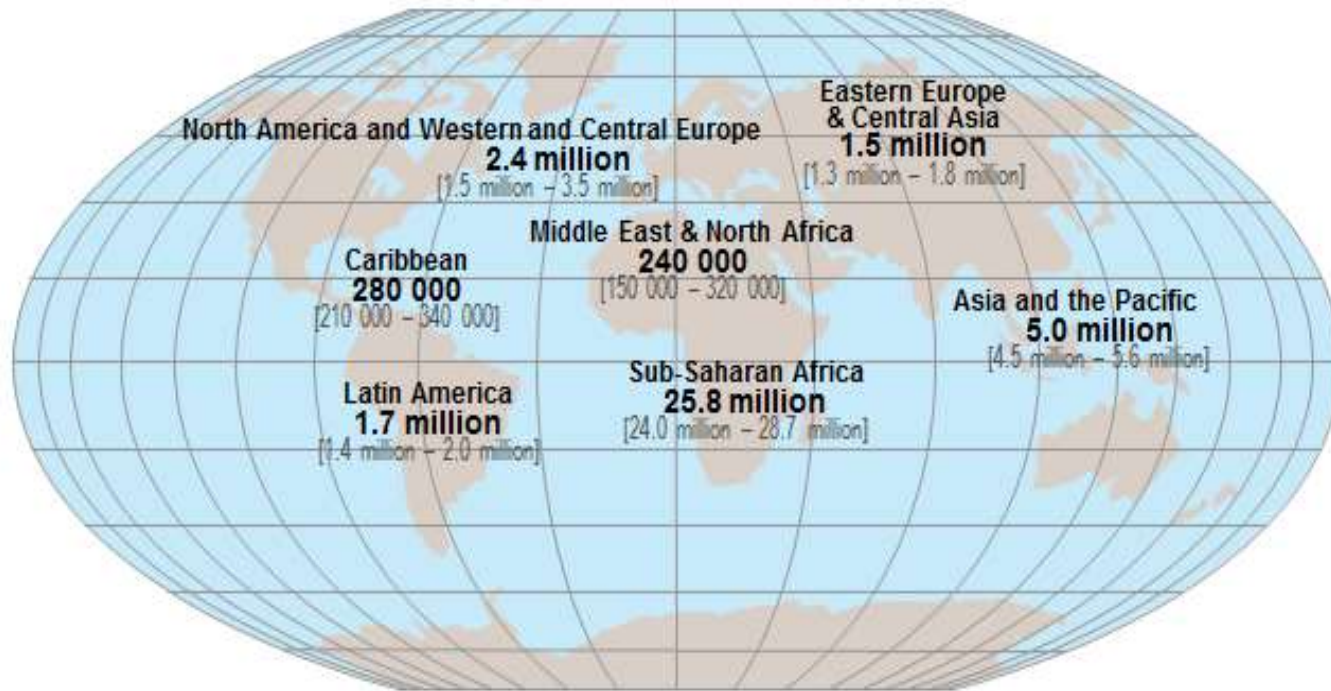 North America and Western and Central Europe
2.4 million
[1.5 million – 3.5 million]
Eastern Europe
& Central Asia
1.5 million
[1.3 million – 1.8 million]
Middle East & North Africa
240 000
[150 000 – 320 000]
Caribbean
280 000
[210 000 – 340 000]
Asia and the Pacific
5.0 million
[4.5 million – 5.6 million]
Sub-Saharan Africa
25.8 million
[24.0 million – 28.7 million]
Latin America
1.7 million
[1.4 million – 2.0 million]